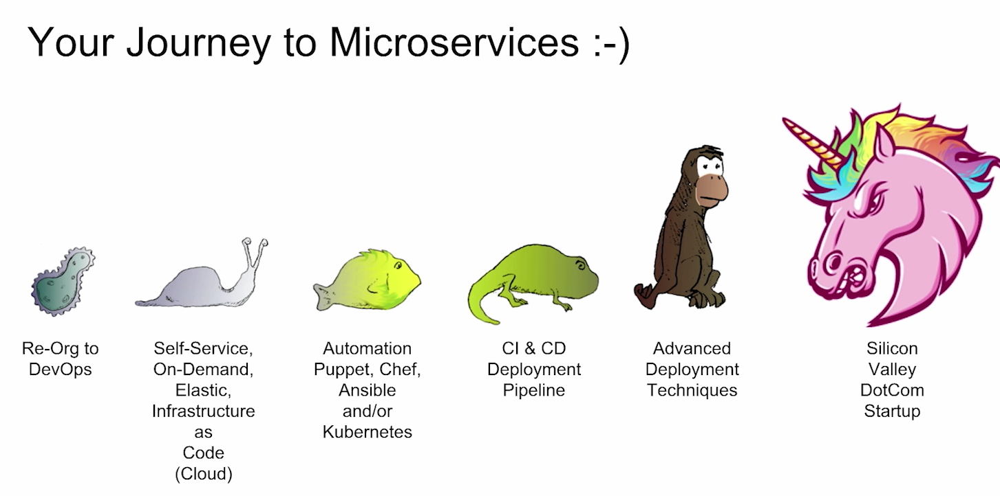 Your Journey to Microservices :-)
Re-Org to
DevOps
Self-Service,
On-Demand,
Elastic,
Infrastructure
as
Code
(Cloud)
Automation
Puppet, Chef,
Ansible
and/or
Kubernetes
CI & CD
Deployment
Pipeline
Advanced
Deployment
Techniques
Silicon
Valley
DotCom
Startup